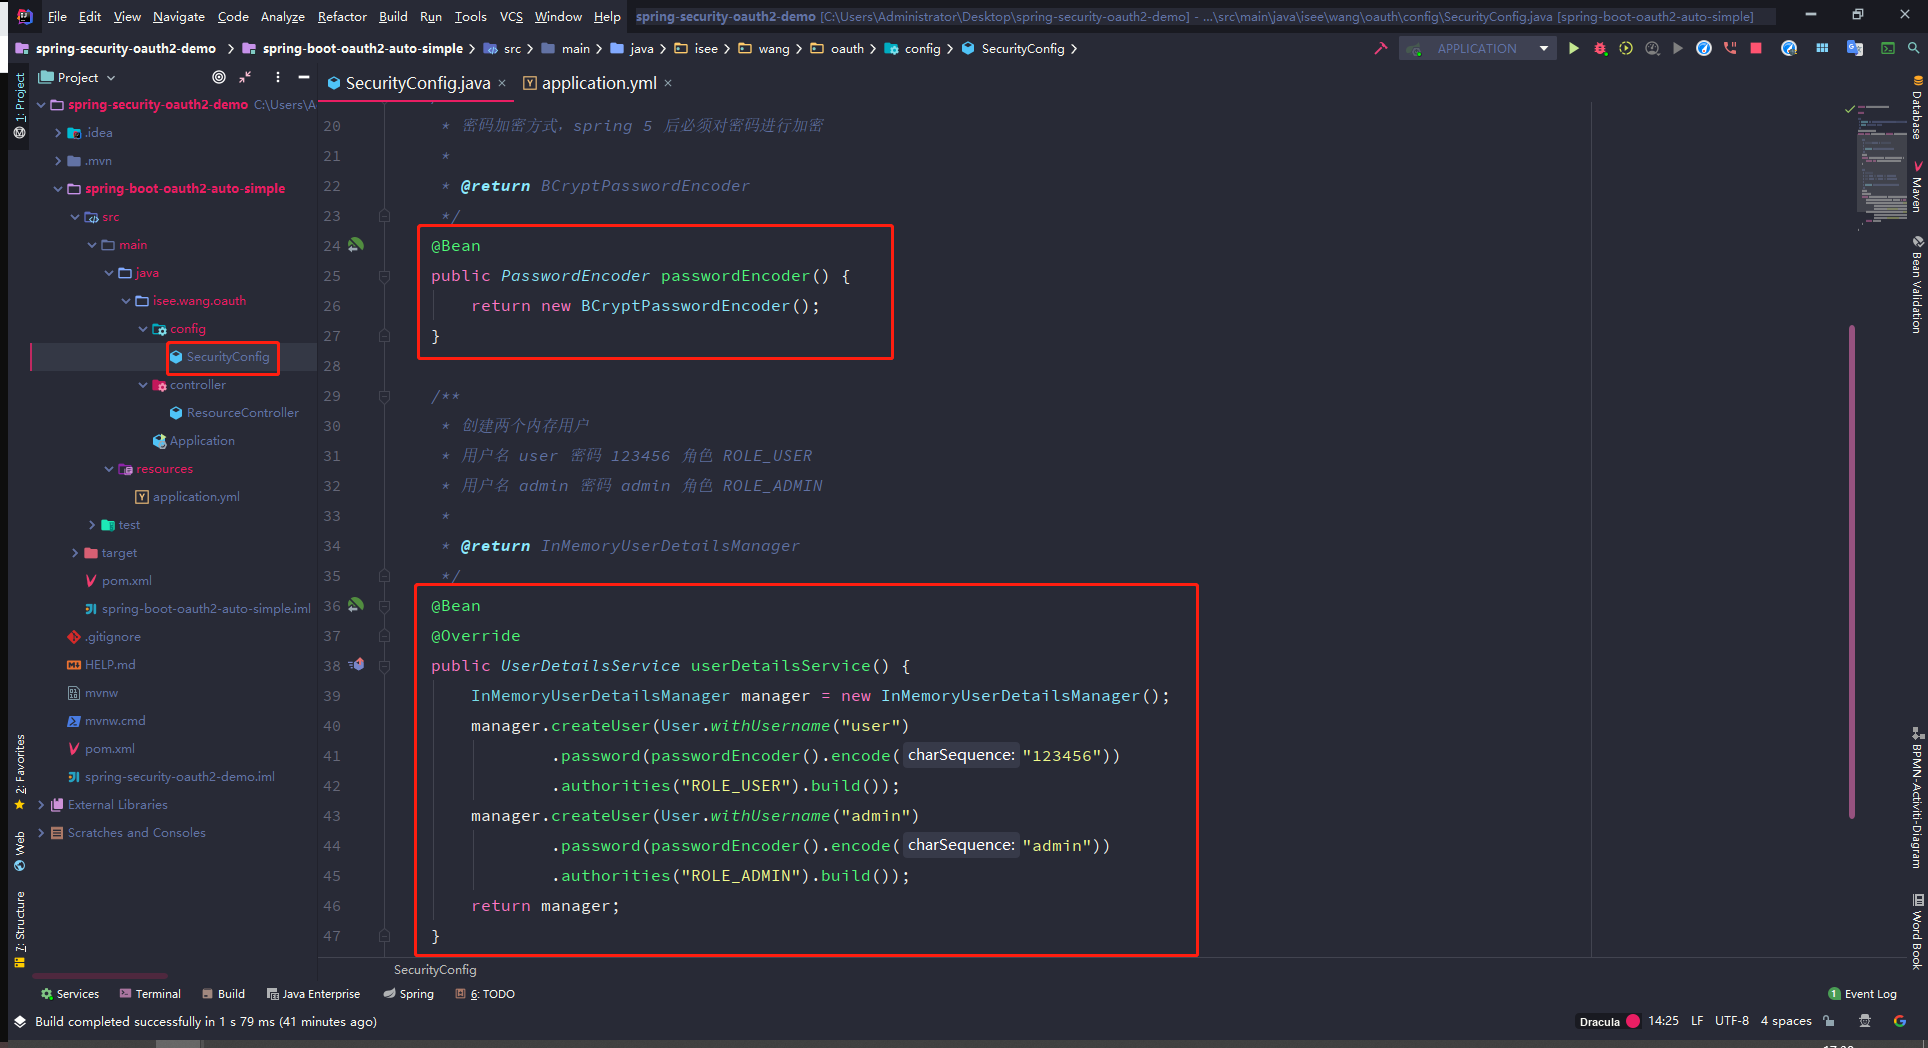 File Edit View Navigate Code Analyze Refactor Build Run Tools VCS Window Help spring-security-oauth2-demo [C:\Users\Administrator\Desktop\spring-security-oauth2-demo] - ...\src\main\java\isee\wang\oauth\config\SecurityConfig.java [spring-boot-oauth2-auto-simple]
spring-security-oauth2-demo spring-boot-oauth2-auto-simple src main java isee wang oauth config SecurityConfig APPLICATION
Project
SecurityConfig.java application.yml
1: Project
spring-security-oauth2-demo C:\Users\A
.idea
.mvn
spring-boot-oauth2-auto-simple
src
main
java
isee.wang.oauth
config
SecurityConfig
controller
ResourceController
Application
resources
application.yml
test
target
pom.xml
spring-boot-oauth2-auto-simple.iml
.gitignore
HELP.md
mvnw
mvnw.cmd
pom.xml
spring-security-oauth2-demo.iml
External Libraries
Scratches and Consoles
2: Favorites
Web
7: Structure
20 * 密码加密方式，spring 5 后必须对密码进行加密
21 *
22 * @return BCryptPasswordEncoder
23 */
24 @Bean
25 public PasswordEncoder passwordEncoder() {
26 return new BCryptPasswordEncoder();
27 }
28
29 /**
30 * 创建两个内存用户
31 * 用户名 user 密码 123456 角色 ROLE_USER
32 * 用户名 admin 密码 admin 角色 ROLE_ADMIN
33 *
34 * @return InMemoryUserDetailsManager
35 */
36 @Bean
37 @Override
38 public UserDetailsService userDetailsService() {
39 InMemoryUserDetailsManager manager = new InMemoryUserDetailsManager();
40 manager.createUser(User.withUsername("user")
41 .password(passwordEncoder().encode( charSequence: "123456"))
42 .authorities("ROLE_USER").build());
43 manager.createUser(User.withUsername("admin")
44 .password(passwordEncoder().encode( charSequence: "admin"))
45 .authorities("ROLE_ADMIN").build());
46 return manager;
47 }
SecurityConfig
Database
Maven
Bean Validation
BPMN-Activiti-Diagram
Word Book
Services Terminal Build Java Enterprise Spring 6: TODO 1 Event Log
Build completed successfully in 1 s 79 ms (41 minutes ago) Dracula 14:25 LF UTF-8 4 spaces